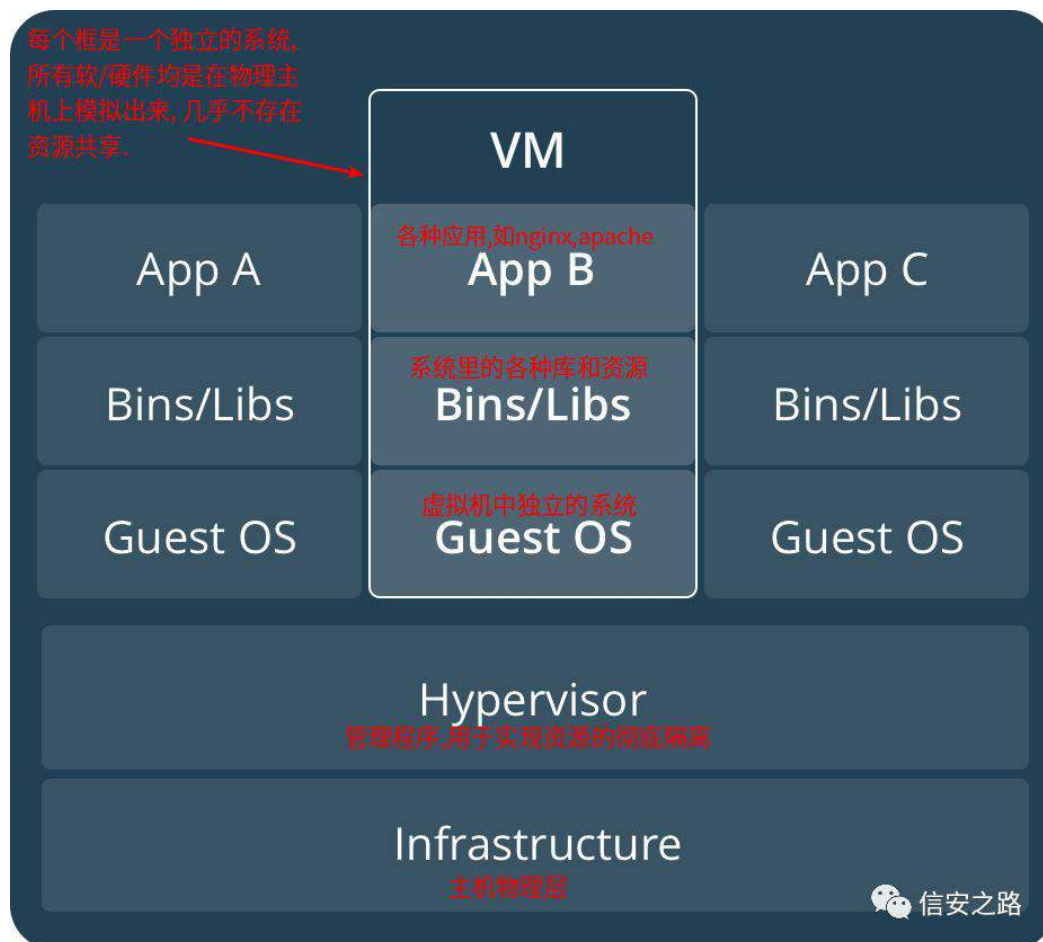 每个框是一个独立的系统,
所有软/硬件均是在物理主
机上模拟出来, 几乎不存在
资源共享.
VM
各种应用,如nginx,apache
App A
App B
App C
系统里的各种库和资源
Bins/Libs
Bins/Libs
Bins/Libs
虚拟机中独立的系统
Guest OS
Guest OS
Guest OS
Hypervisor
管理程序,用于实现资源的彻底隔离
Infrastructure
主机物理层
信安之路